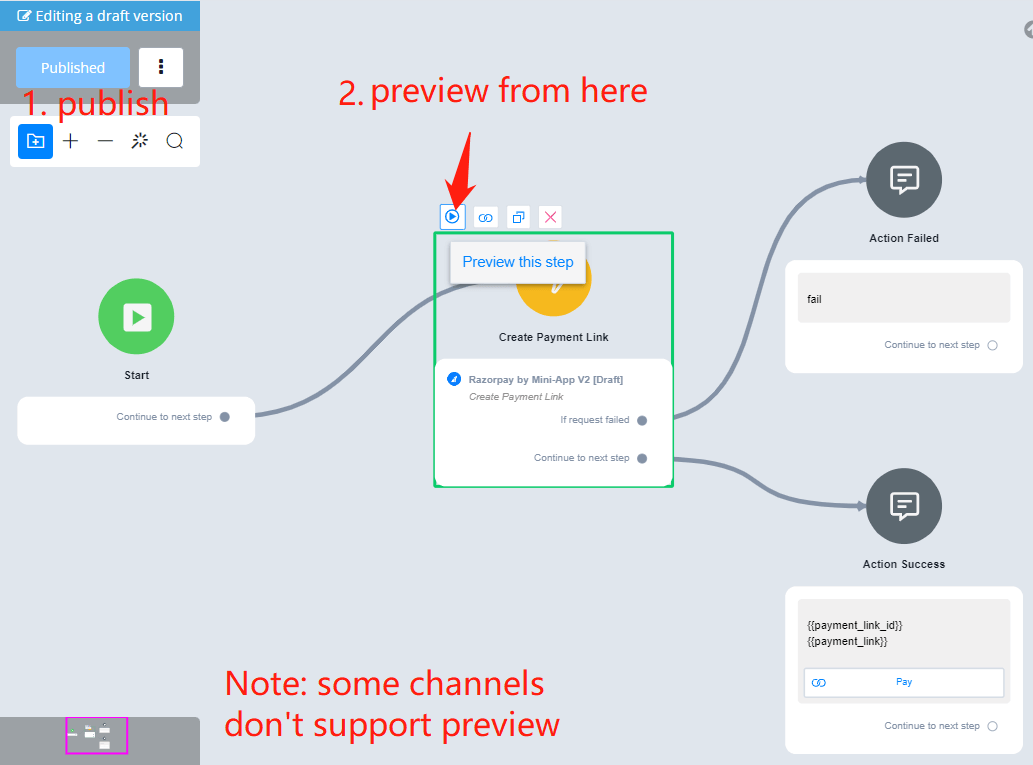 Editing a draft version
Published
1. publish
2. preview from here
Preview this step
Create Payment Link
Razorpay by Mini-App V2 [Draft]
Create Payment Link
If request failed
Continue to next step
Start
Continue to next step
Action Failed
fail
Continue to next step
Action Success
{{payment_link_id}}
{{payment_link}}
Pay
Continue to next step
Note: some channels
don't support preview